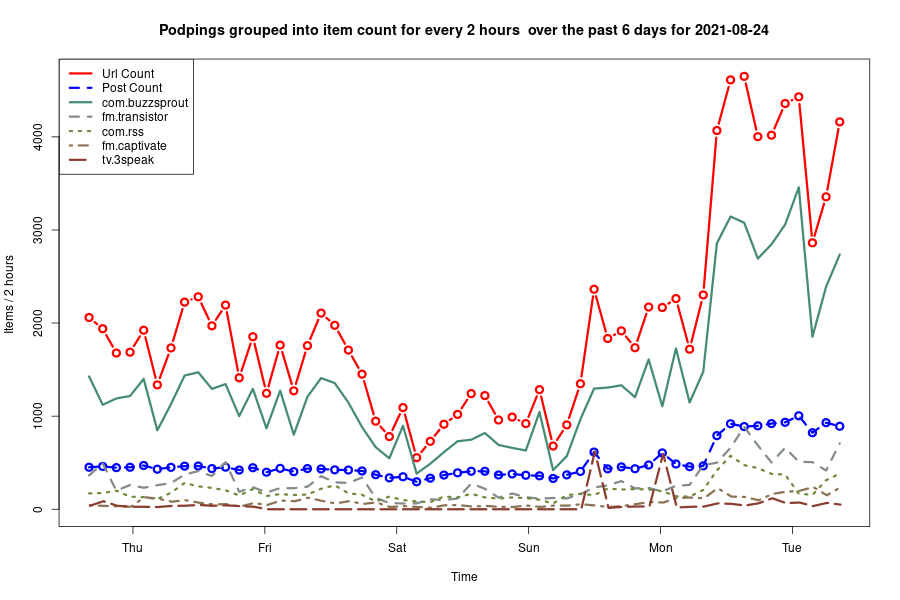 Podpings grouped into item count for every 2 hours  over the past 6 days for 2021-08-24
Url Count
Post Count
com.buzzsprout
fm.transistor
com.rss
fm.captivate
tv.3speak
Items / 2 hours
4000
3000
2000
1000
0
Thu Fri Sat Sun Mon Tue
Time